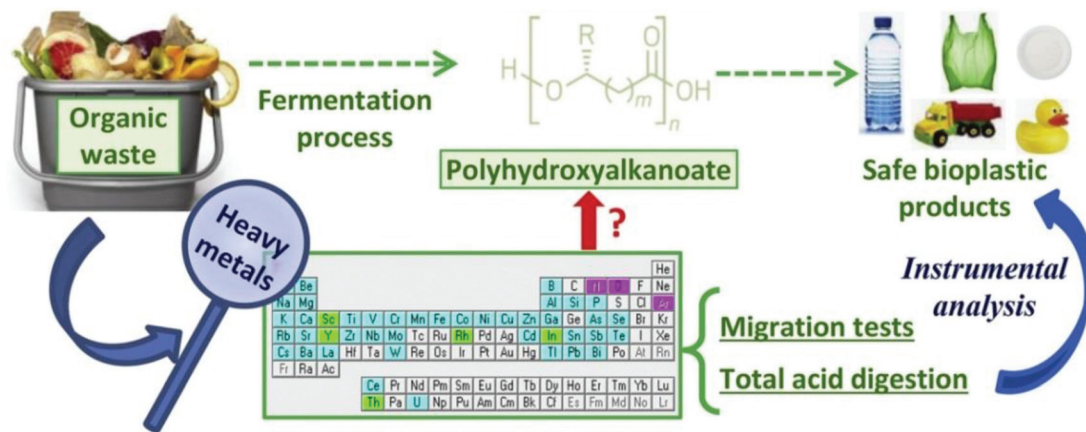 Organic
waste
Fermentation
process
R
O
H
O
m
OH
n
Polyhydroxyalkanoate
Safe bioplastic
products
Heavy
metals
?
He
Be B C N O F Ne
Na Mg Al Si P S Cl Ar
K Ca Sc Ti V Cr Mn Fe Co Ni Cu Zn Ga Ge As Se Br Kr
Rb Sr Y Zr Nb Mo Tc Ru Rh Pd Ag Cd In Sn Sb Te I Xe
Cs Ba La Hf Ta W Re Os Ir Pt Au Hg Tl Pb Bi Po At Rn
Fr Ra Ac
Ce Pr Nd Pm Sm Eu Gd Tb Dy Ho Er Tm Yb Lu
Th Pa U Np Pu Am Cm Bk Cf Es Fm Md No Lr
Instrumental
analysis
Migration tests
Total acid digestion